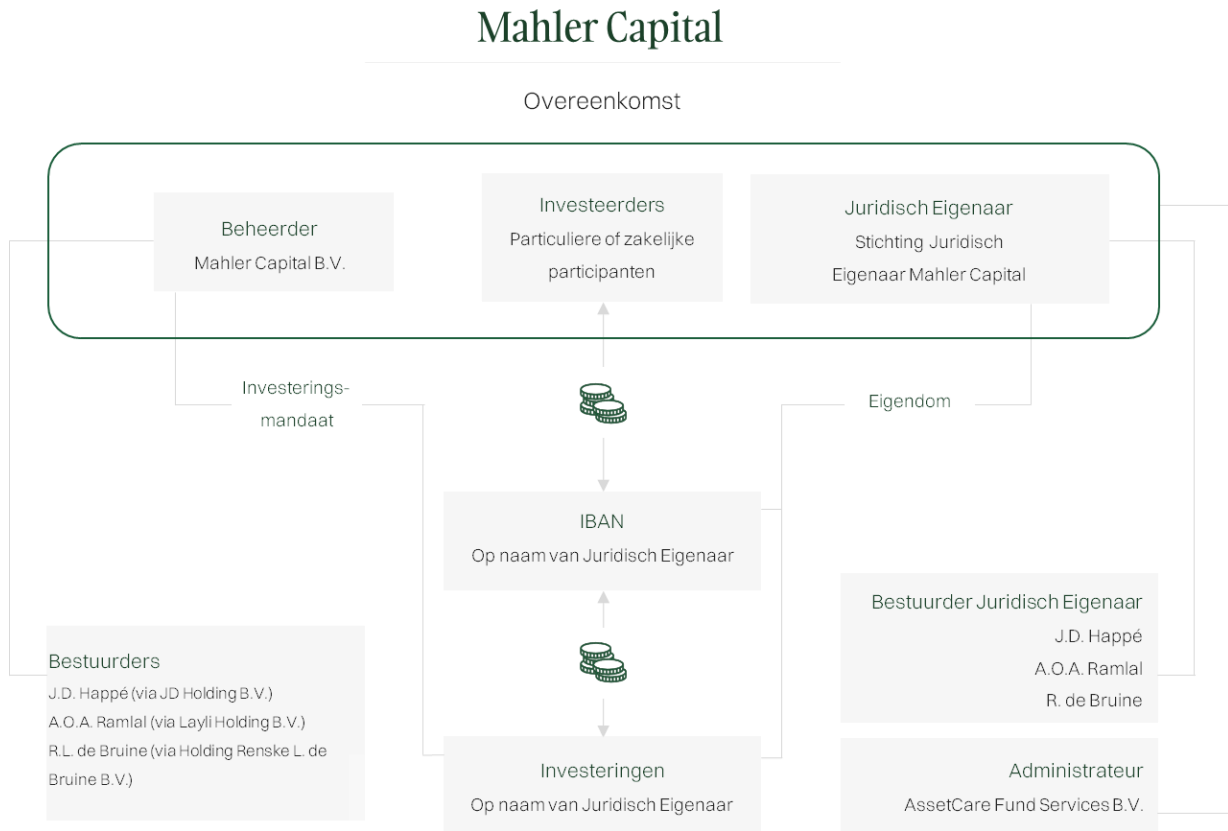 Mahler Capital
Overeenkomst
Beheerder
Mahler Capital B.V.
Investeerders
Particuliere of zakelijke
participanten
Juridisch Eigenaar
Stichting Juridisch
Eigenaar Mahler Capital
Investerings-
mandaat
Eigendom
IBAN
Op naam van Juridisch Eigenaar
Bestuurders
J.D. Happé (via JD Holding B.V.)
A.O.A. Ramlal (via Layli Holding B.V.)
R.L. de Bruine (via Holding Renske L. de
Bruine B.V.)
Bestuurder Juridisch Eigenaar
J.D. Happé
A.O.A. Ramlal
R. de Bruine
Investeringen
Op naam van Juridisch Eigenaar
Administrateur
AssetCare Fund Services B.V.